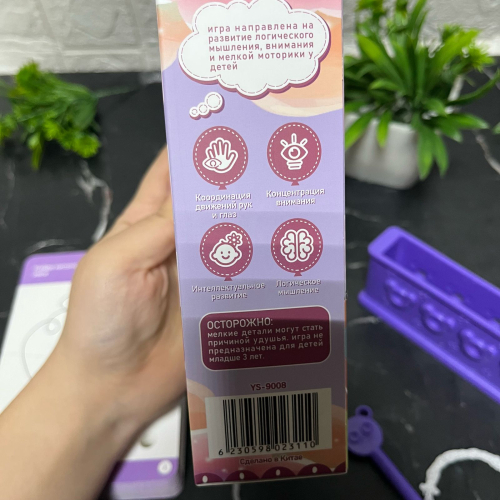 игра направлена на
развитие логического
мышления, внимания
и мелкой моторики у
детей
Координация
движений рук
и глаз
Концентрация
внимания
Интеллектуальное
развитие
Логическое
мышление
ОСТОРОЖНО:
мелкие детали могут стать
причиной удушья. игра не
предназначена для детей
младше 3 лет.
YS-9008
6 230598 023110
Сделано в Китае